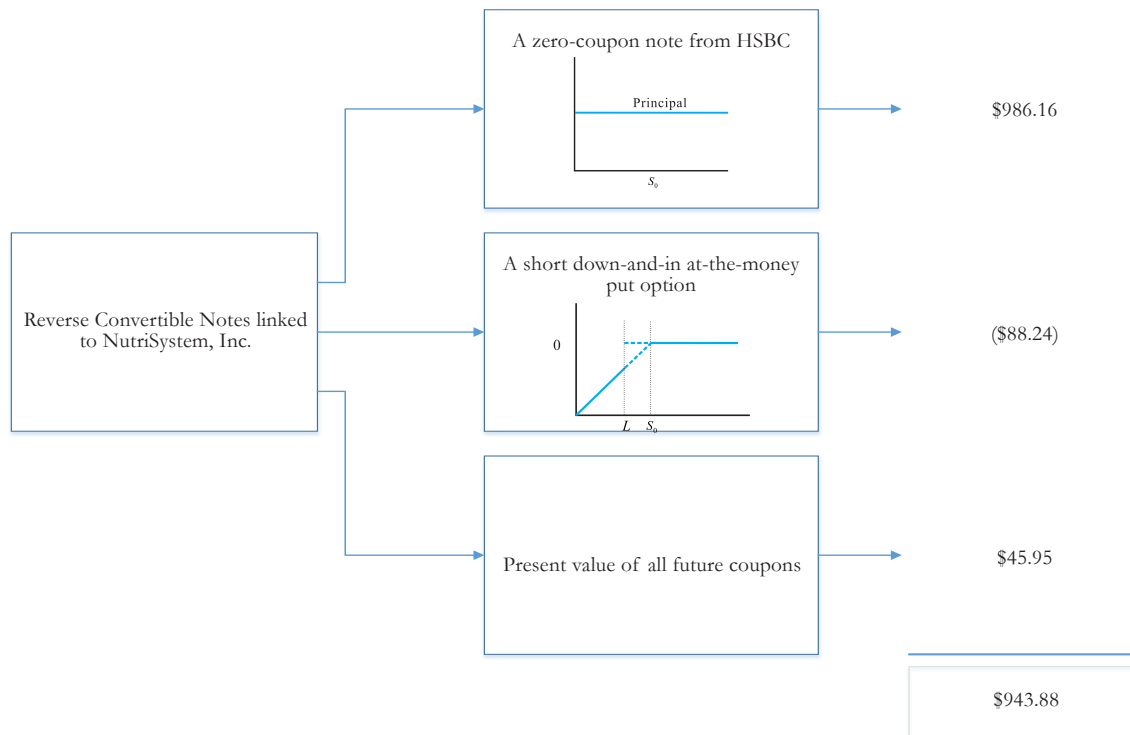 A zero-coupon note from HSBC
Principal
S₀
$986.16
Reverse Convertible Notes linked
to NutriSystem, Inc.
A short down-and-in at-the-money
put option
0
L S₀
($88.24)
Present value of all future coupons
$45.95
$943.88